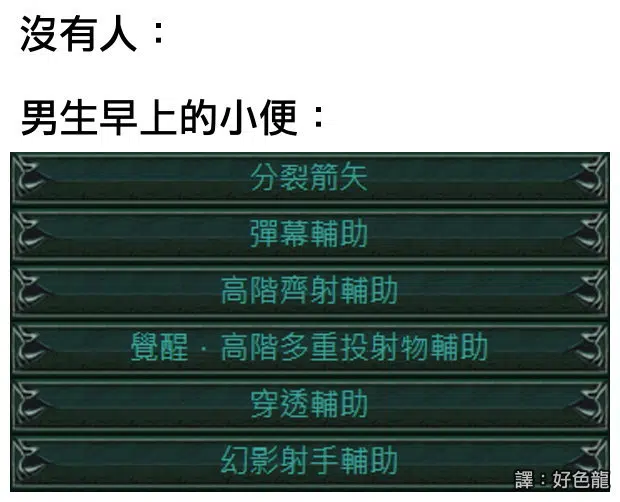 沒有人：
男生早上的小便：
分裂箭矢
彈幕輔助
高階齊射輔助
覺醒．高階多重投射物輔助
穿透輔助
幻影射手輔助
譯：好色龍